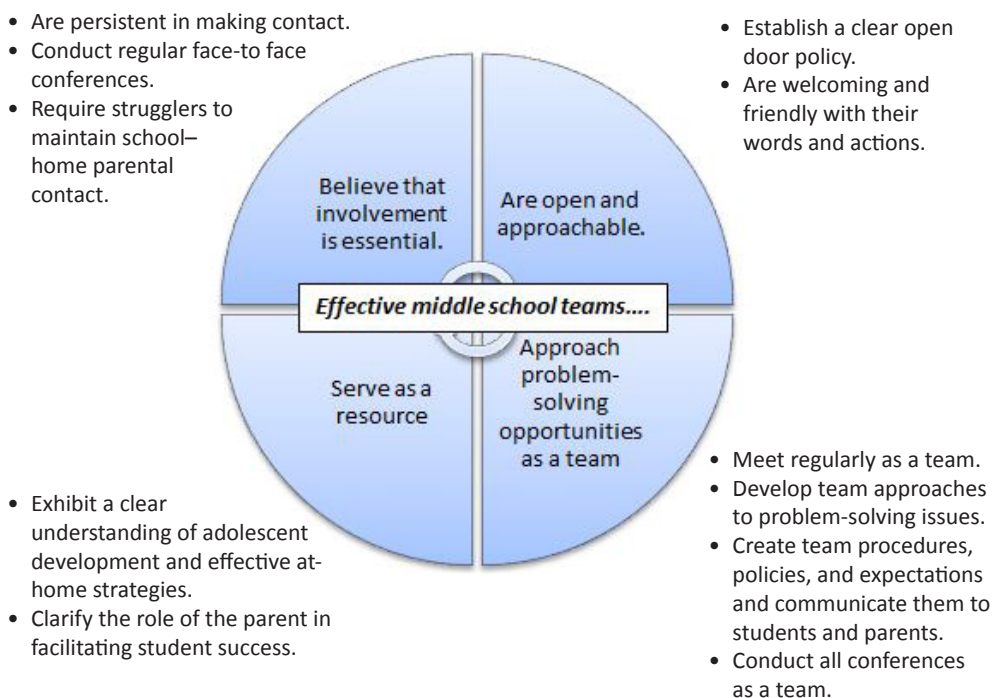 • Are persistent in making contact.
• Conduct regular face-to face
conferences.
• Require strugglers to
maintain school–
home parental
contact.
• Establish a clear open
door policy.
• Are welcoming and
friendly with their
words and actions.
Believe that
involvement
is essential.
Are open and
approachable.
Effective middle school teams....
Serve as a
resource
Approach
problem-
solving
opportunities
as a team
• Exhibit a clear
understanding of adolescent
development and effective at-
home strategies.
• Clarify the role of the parent in
facilitating student success.
• Meet regularly as a team.
• Develop team approaches
to problem-solving issues.
• Create team procedures,
policies, and expectations
and communicate them to
students and parents.
• Conduct all conferences
as a team.